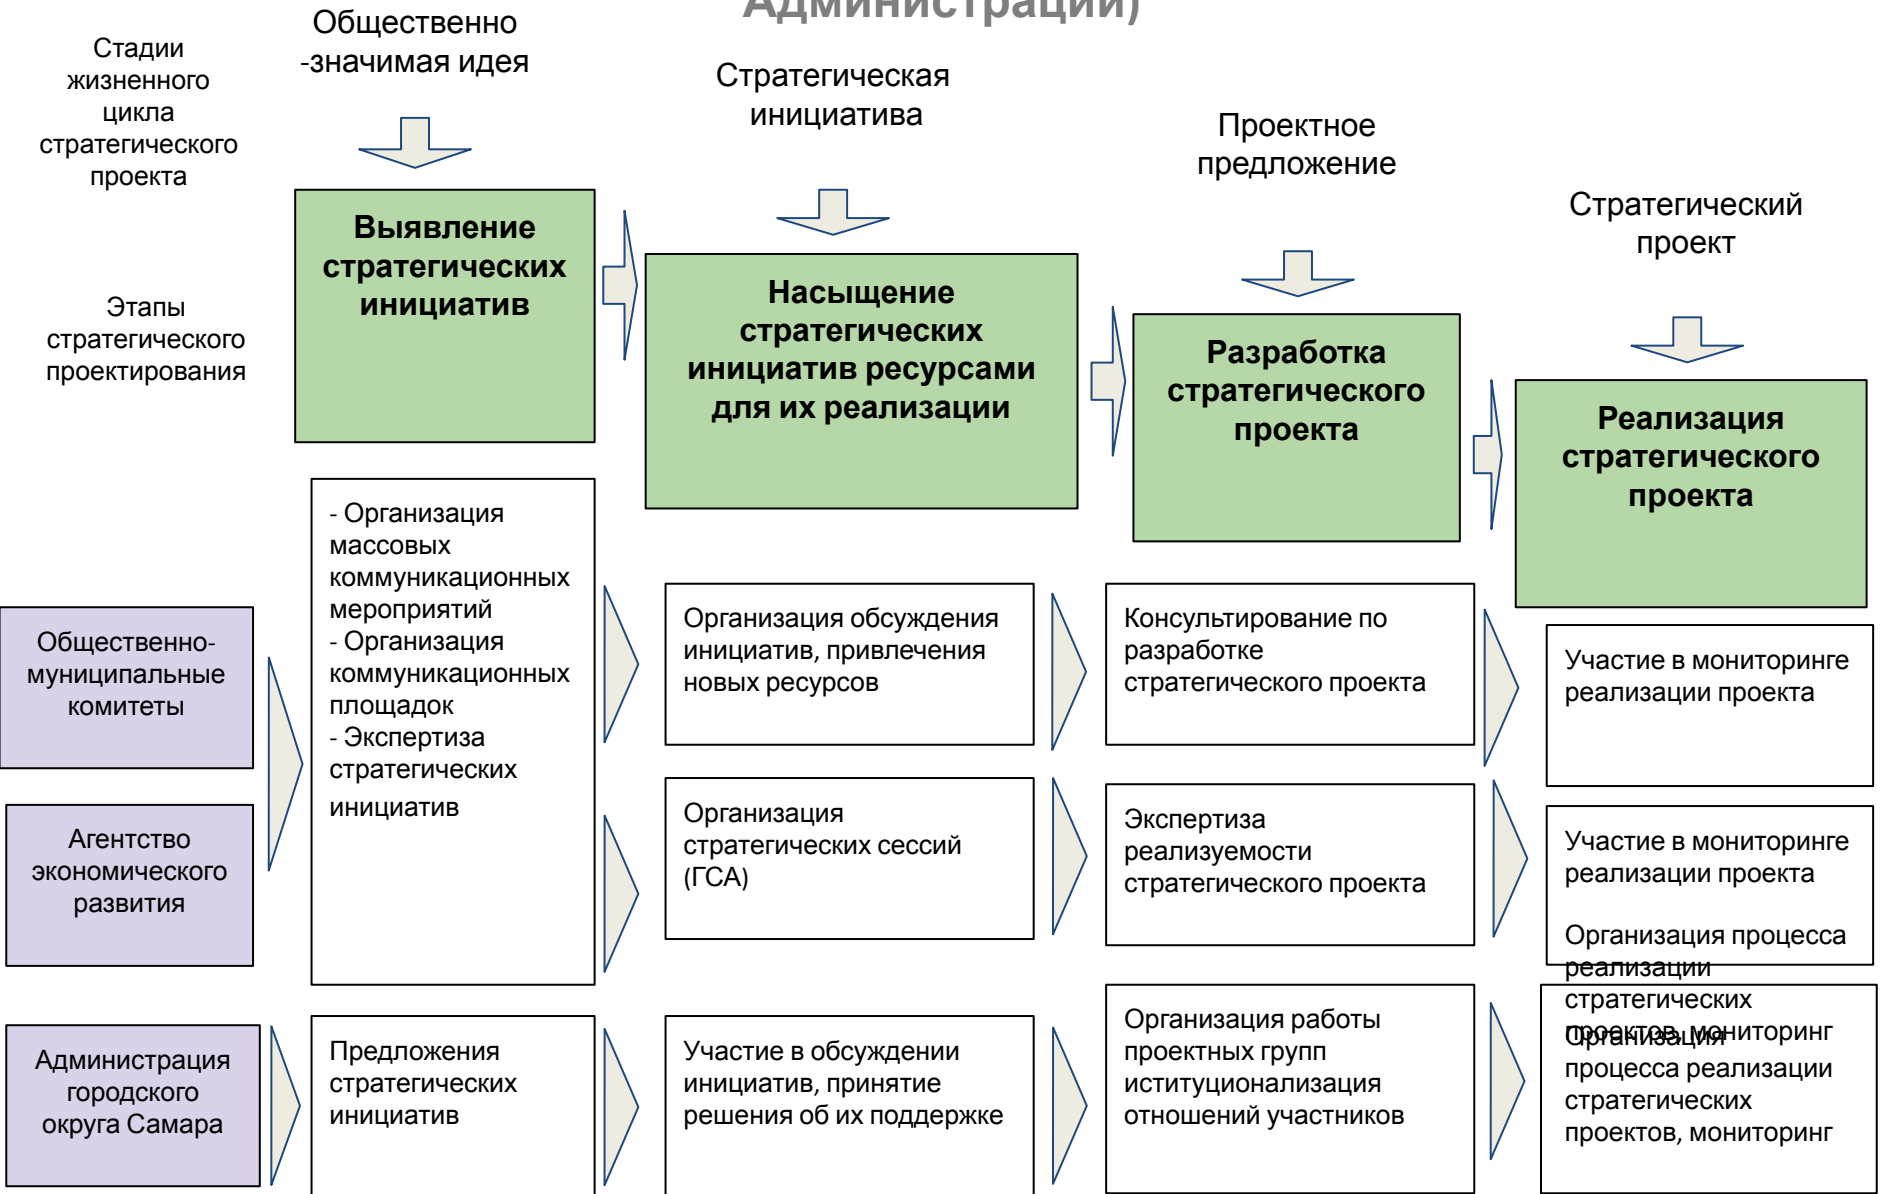 Администрации)
Стадии
жизненного
цикла
стратегического
проекта
Общественно
-значимая идея
Стратегическая
инициатива
Проектное
предложение
Стратегический
проект
Этапы
стратегического
проектирования
Выявление
стратегических
инициатив
Насыщение
стратегических
инициатив ресурсами
для их реализации
Разработка
стратегического
проекта
Реализация
стратегического
проекта
Общественно-
муниципальные
комитеты
Агентство
экономического
развития
- Организация
массовых
коммуникационных
мероприятий
- Организация
коммуникационных
площадок
- Экспертиза
стратегических
инициатив
Организация обсуждения
инициатив, привлечения
новых ресурсов
Консультирование по
разработке
стратегического проекта
Участие в мониторинге
реализации проекта
Организация
стратегических сессий
(ГСА)
Экспертиза
реализуемости
стратегического проекта
Участие в мониторинге
реализации проекта
Организация процесса
реализации
стратегических
проектов, мониторинг
Администрация
городского
округа Самара
Предложения
стратегических
инициатив
Участие в обсуждении
инициатив, принятие
решения об их поддержке
Организация работы
проектных групп
иституционализация
отношений участников
Организация
процесса реализации
стратегических
проектов, мониторинг